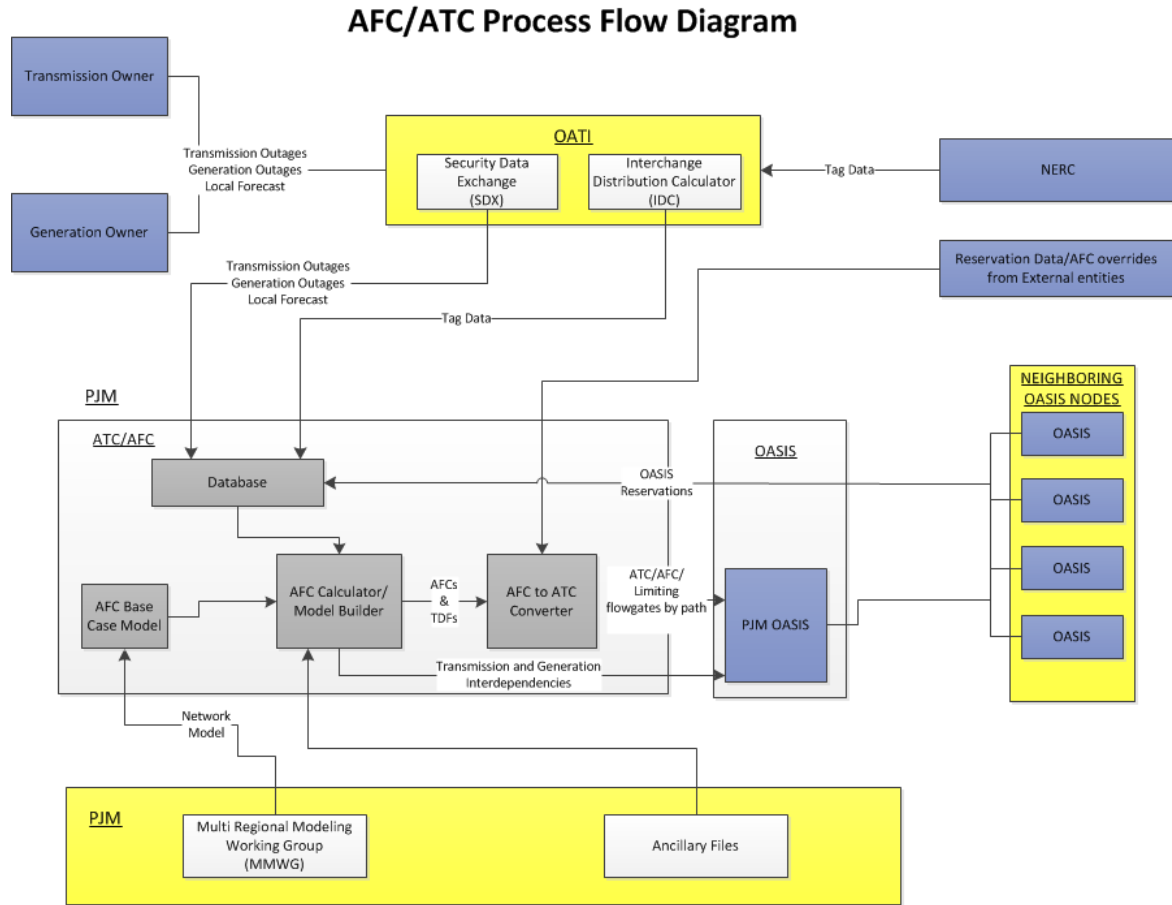 AFC/ATC Process Flow Diagram
Transmission Owner
Transmission Outages
Generation Outages
Local Forecast
Generation Owner
OATI
Security Data
Exchange
(SDX)
Interchange
Distribution Calculator
(IDC)
Tag Data
NERC
Reservation Data/AFC overrides
from External entities
Transmission Outages
Generation Outages
Local Forecast
Tag Data
PJM
ATC/AFC
Database
AFC Base
Case Model
AFC Calculator/
Model Builder
AFCs
&
TDFs
AFC to ATC
Converter
OASIS
Reservations
ATC/AFC/
Limiting
flowgates by path
Transmission and Generation
Interdependencies
OASIS
PJM OASIS
NEIGHBORING
OASIS NODES
OASIS
OASIS
OASIS
OASIS
Network
Model
PJM
Multi Regional Modeling
Working Group
(MMWG)
Ancillary Files